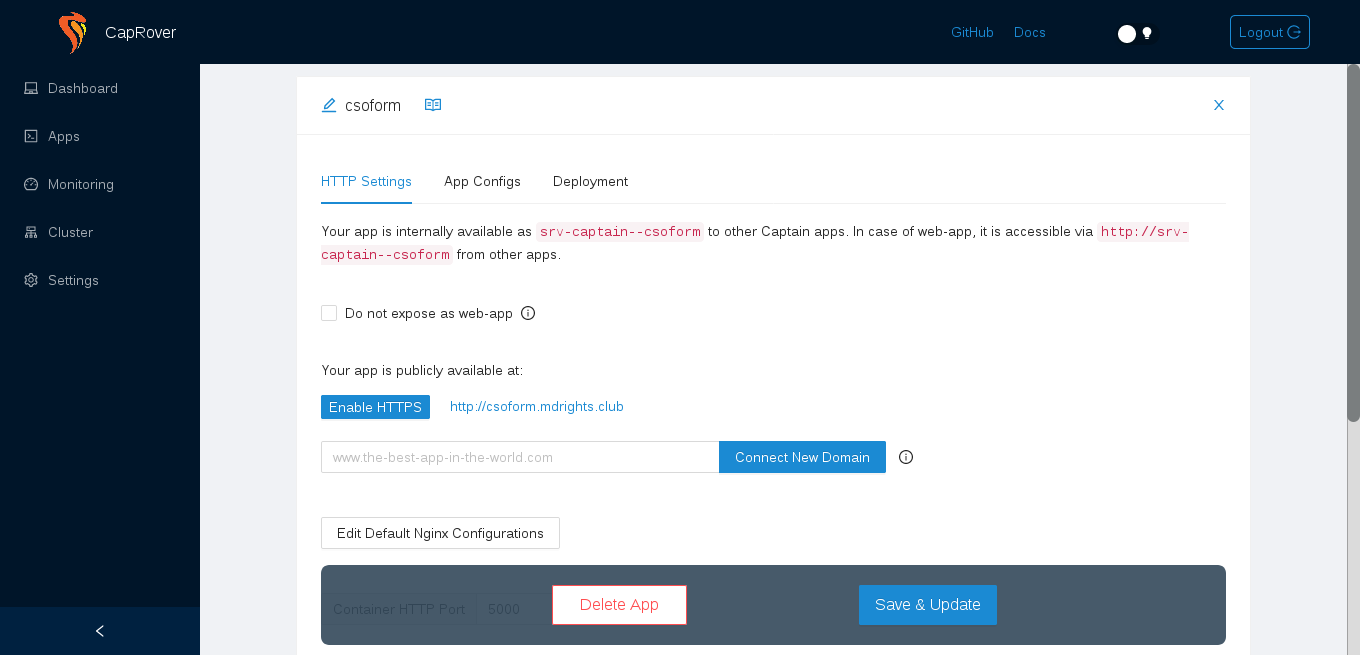 CapRover
GitHub
Docs
Logout
Dashboard
Apps
Monitoring
Cluster
Settings
csoform
HTTP Settings
App Configs
Deployment
Your app is internally available as srv-captain--csoform to other Captain apps. In case of web-app, it is accessible via http://srv-
captain--csoform from other apps.
Do not expose as web-app
Your app is publicly available at:
Enable HTTPS
http://csoform.mdrights.club
www.the-best-app-in-the-world.com
Connect New Domain
Edit Default Nginx Configurations
Container HTTP Port
5000
Delete App
Save & Update